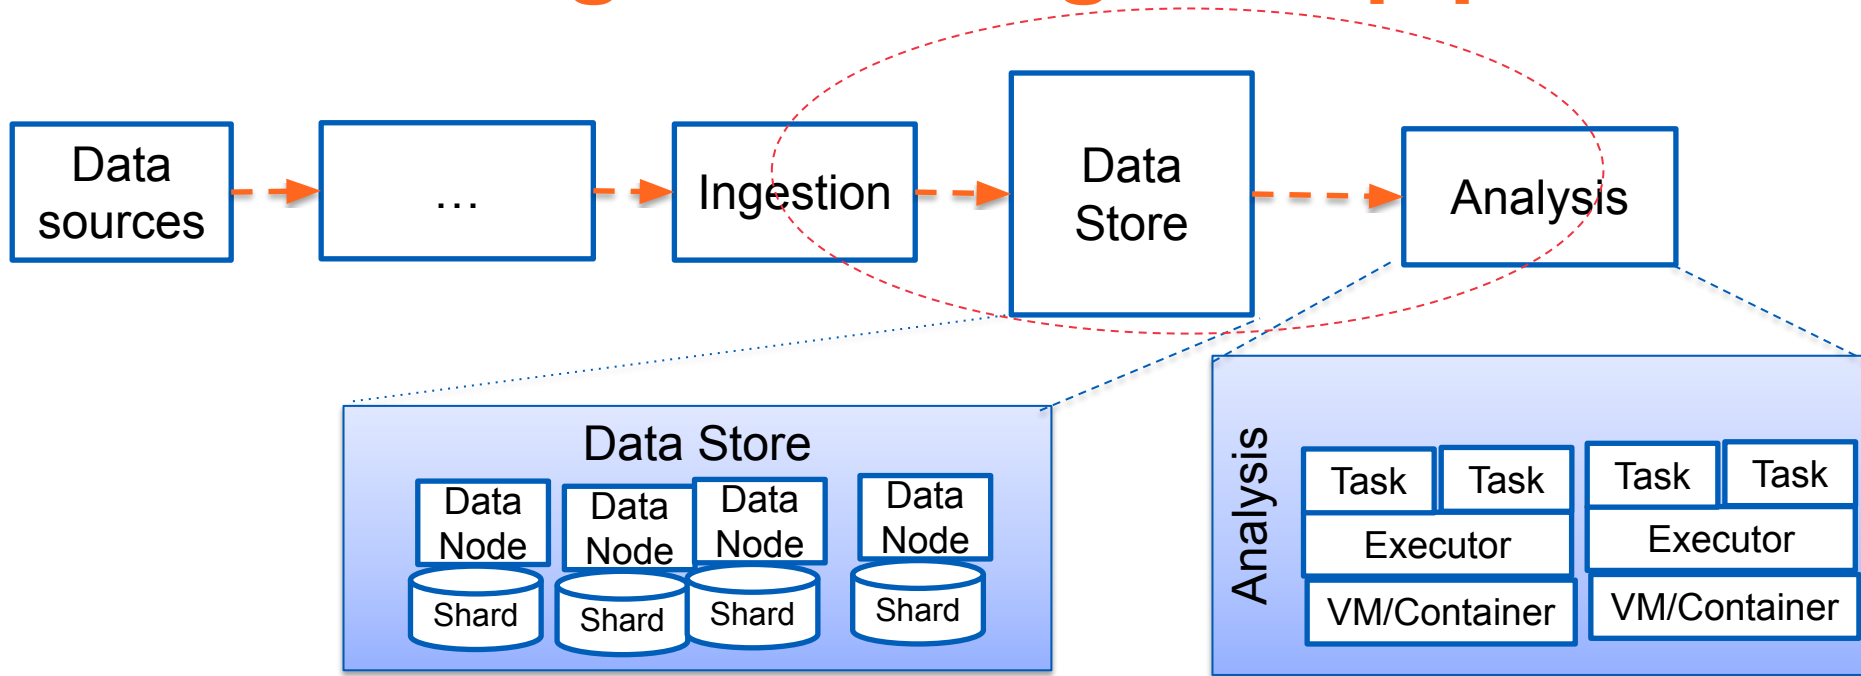 Data
sources
…
Ingestion
Data
Store
Analysis
Data Store
Data
Node
Shard
Data
Node
Shard
Data
Node
Shard
Data
Node
Shard
Analysis
Task
Task
Executor
VM/Container
Task
Task
Executor
VM/Container